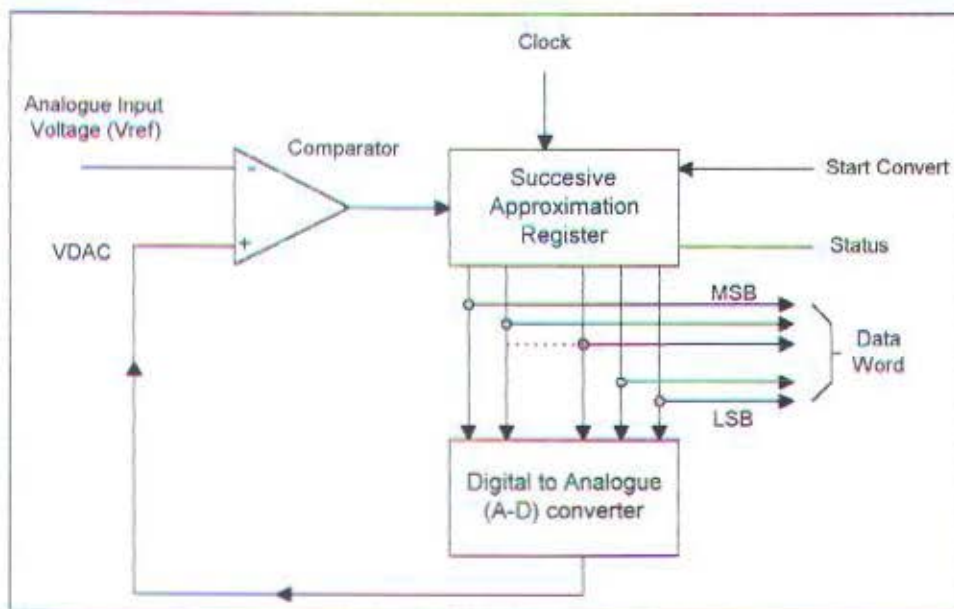 Clock
Analogue Input
Voltage (Vref)
Comparator
-
Succesive
Approximation
Register
Start Convert
VDAC
+
Status
MSB
Data
Word
LSB
Digital to Analogue
(A-D) converter